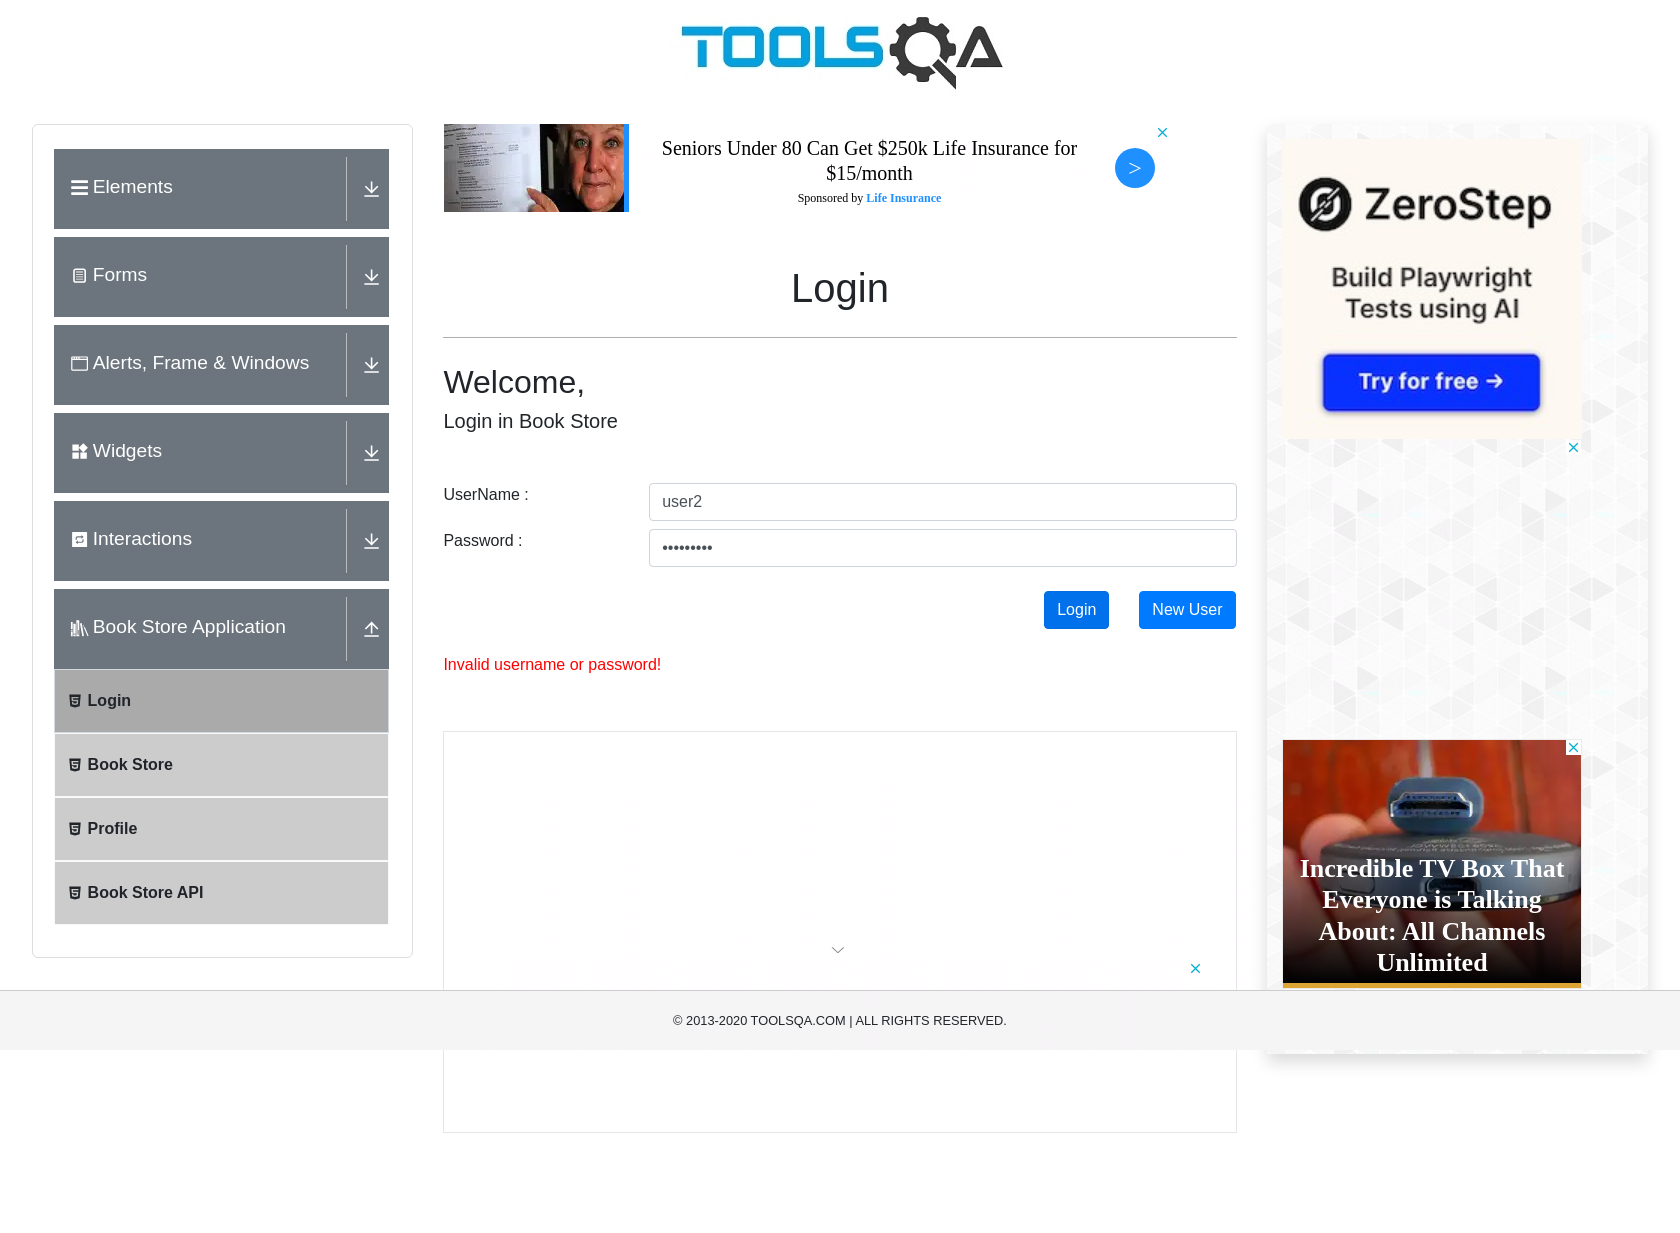 TOOLSQA
Elements
Forms
Alerts, Frame & Windows
Widgets
Interactions
Book Store Application
Login
Book Store
Profile
Book Store API
Seniors Under 80 Can Get $250k Life Insurance for
$15/month
Sponsored by Life Insurance
>
Login
Welcome,
Login in Book Store
UserName :
user2
Password :
•••••••••
Login
New User
Invalid username or password!
ZeroStep
Build Playwright
Tests using AI
Try for free →
Incredible TV Box That
Everyone is Talking
About: All Channels
Unlimited
© 2013-2020 TOOLSQA.COM | ALL RIGHTS RESERVED.